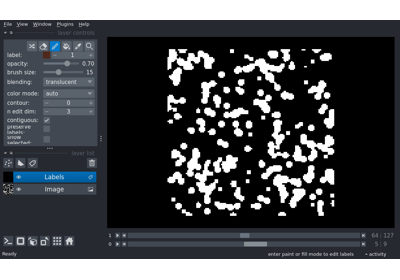 File View Window Plugins Help
layer controls
label: 1
opacity: 0.70
brush size: 15
blending: translucent
color mode: auto
contour: 0
n edit dim: 3
contiguous:
preserve labels:
show selected:
layer list
Labels
Image
1 64 127
0 5 9
Ready
enter paint or fill mode to edit labels
activity